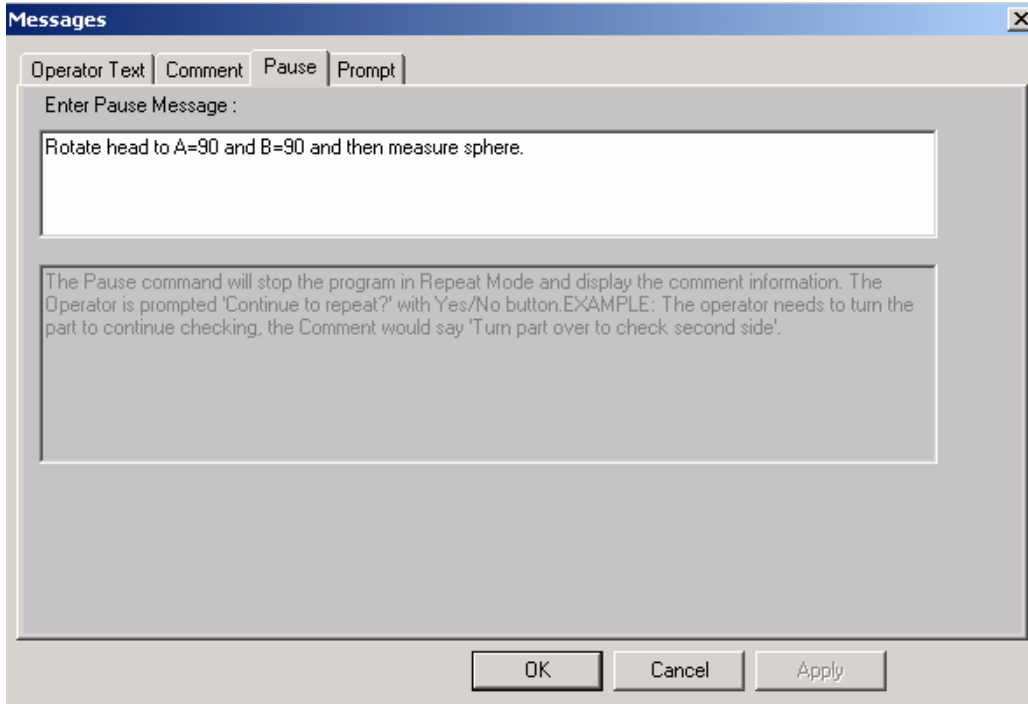 Messages
Operator Text Comment Pause Prompt
Enter Pause Message :
Rotate head to A=90 and B=90 and then measure sphere.
The Pause command will stop the program in Repeat Mode and display the comment information. The
Operator is prompted 'Continue to repeat?' with Yes/No button.EXAMPLE: The operator needs to turn the
part to continue checking, the Comment would say 'Turn part over to check second side'.
OK Cancel Apply